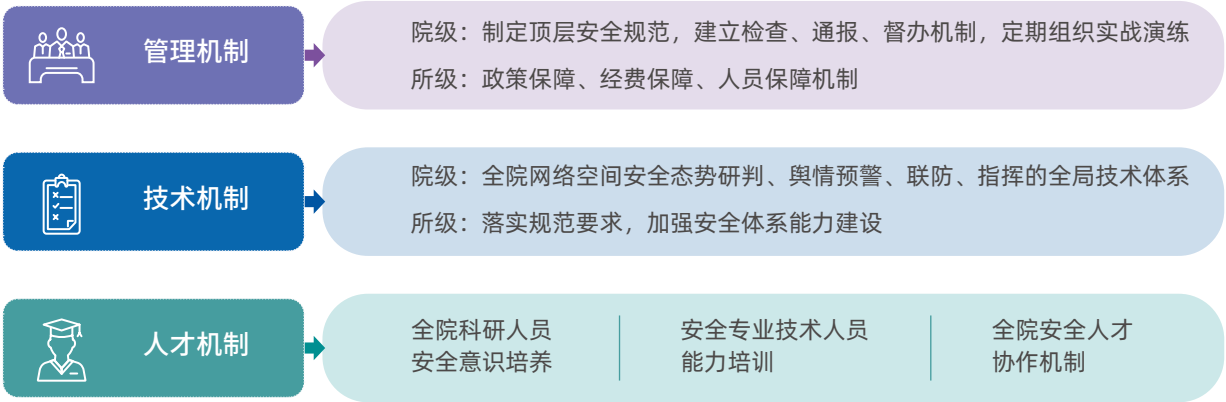 管理机制
院级：制定顶层安全规范，建立检查、通报、督办机制，定期组织实战演练
所级：政策保障、经费保障、人员保障机制
技术机制
院级：全院网络空间安全态势研判、舆情预警、联防、指挥的全局技术体系
所级：落实规范要求，加强安全体系能力建设
人才机制
全院科研人员
安全意识培养
安全专业技术人员
能力培训
全院安全人才
协作机制